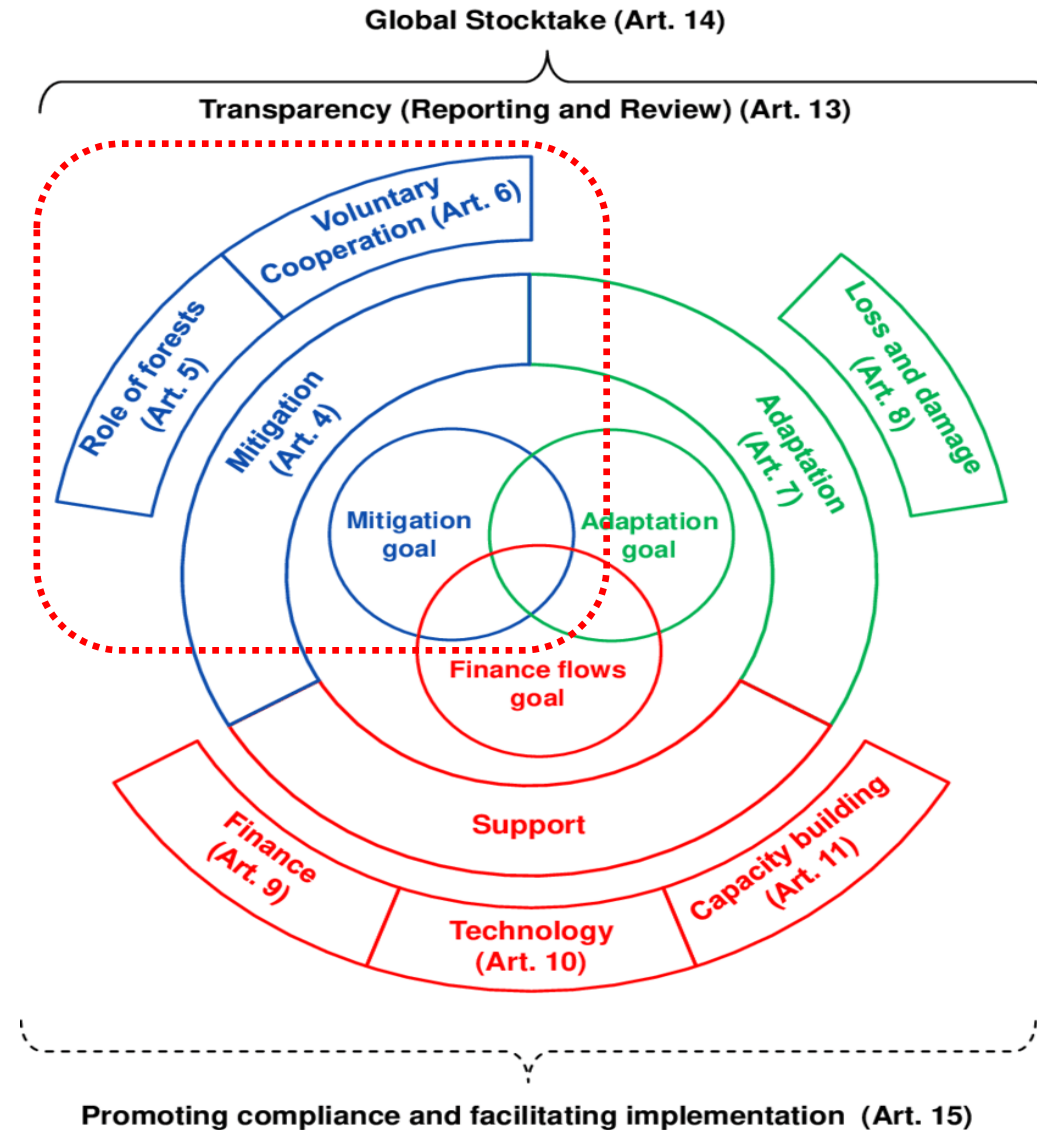 Global Stocktake (Art. 14)
Transparency (Reporting and Review) (Art. 13)
Voluntary
Cooperation (Art. 6)
Role of forests
(Art. 5)
Mitigation
(Art. 4)
Loss and damage
(Art. 8)
Adaptation
(Art. 7)
Mitigation
goal
Adaptation
goal
Finance flows
goal
Support
Finance
(Art. 9)
Technology
(Art. 10)
Capacity building
(Art. 11)
Promoting compliance and facilitating implementation (Art. 15)